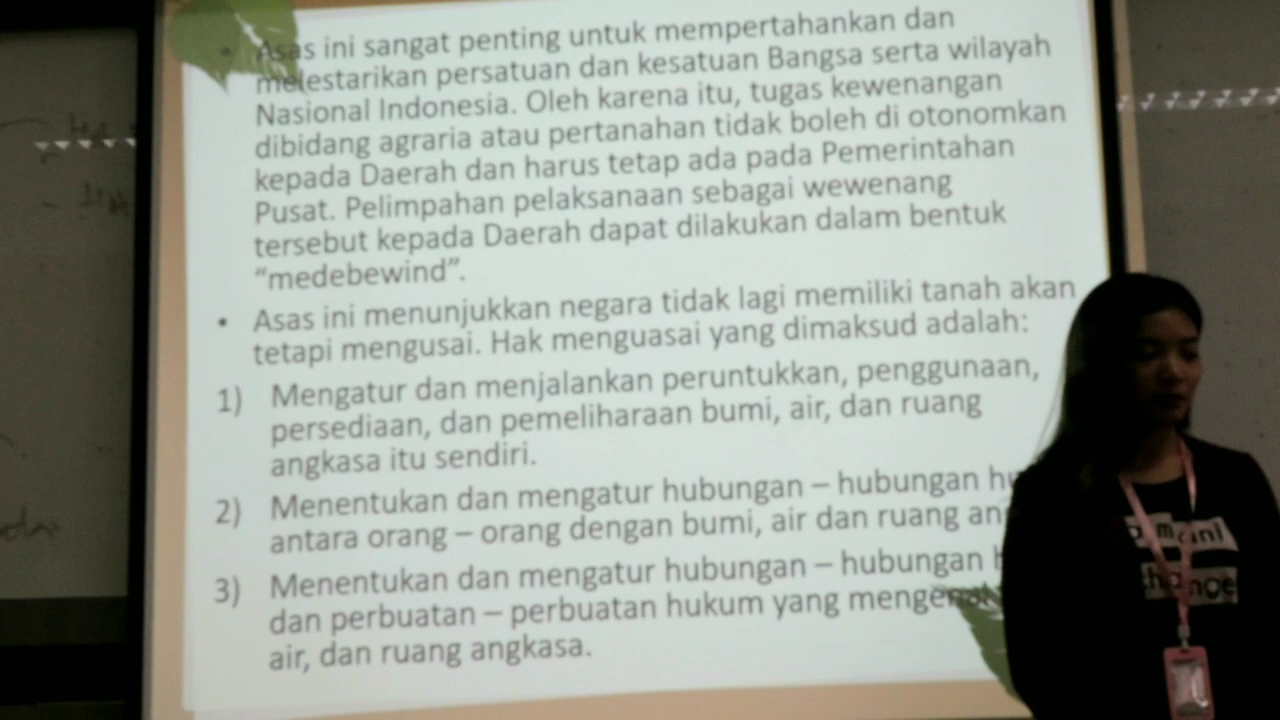 • Asas ini sangat penting untuk mempertahankan dan
melestarikan persatuan dan kesatuan Bangsa serta wilayah
Nasional Indonesia. Oleh karena itu, tugas kewenangan
dibidang agraria atau pertanahan tidak boleh di otonomkan
kepada Daerah dan harus tetap ada pada Pemerintahan
Pusat. Pelimpahan pelaksanaan sebagai wewenang
tersebut kepada Daerah dapat dilakukan dalam bentuk
“medebewind”.
• Asas ini menunjukkan negara tidak lagi memiliki tanah akan
tetapi mengusai. Hak menguasai yang dimaksud adalah:
1) Mengatur dan menjalankan peruntukkan, penggunaan,
persediaan, dan pemeliharaan bumi, air, dan ruang
angkasa itu sendiri.
2) Menentukan dan mengatur hubungan – hubungan
antara orang – orang dengan bumi, air dan ruang
3) Menentukan dan mengatur hubungan – hubungan
dan perbuatan – perbuatan hukum yang
air, dan ruang angkasa.